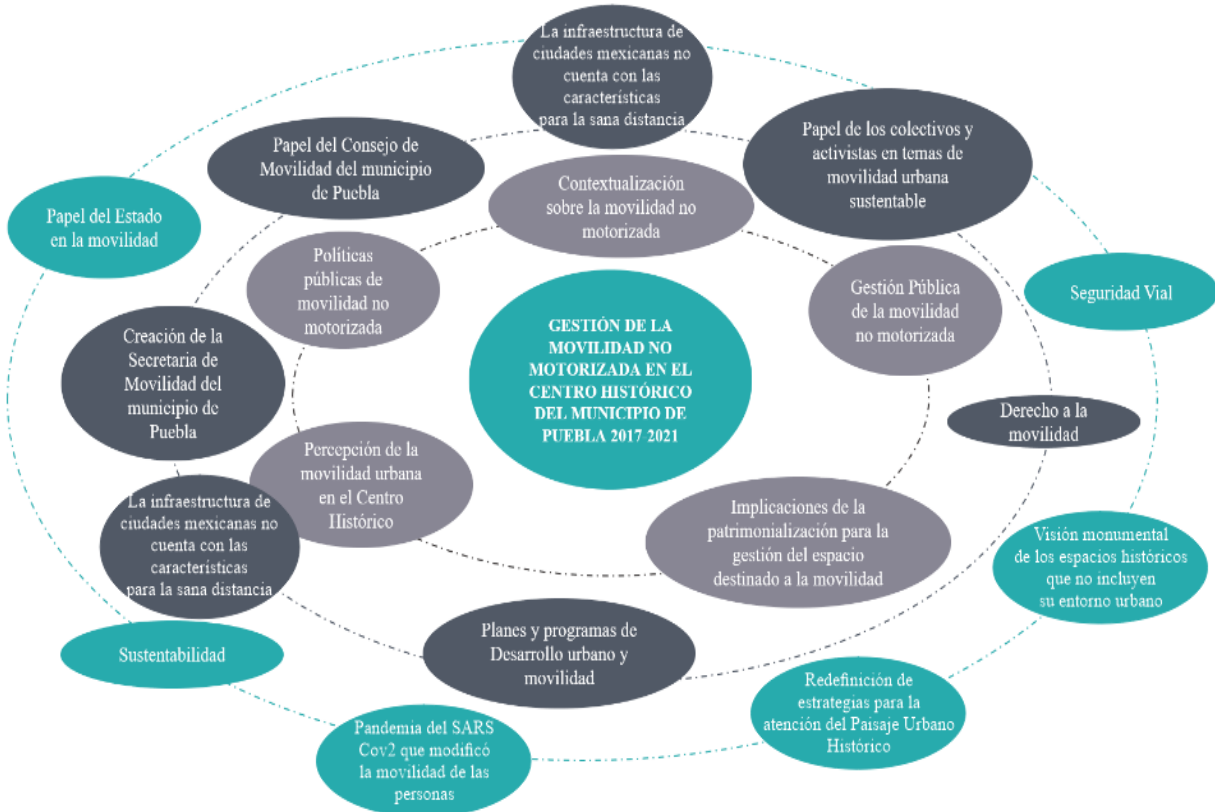 La infraestructura de
ciudades mexicanas no
cuenta con las
características
para la sana distancia
Papel de los colectivos y
activistas en temas de
movilidad urbana
sustentable
Papel del Consejo de
Movilidad del municipio
de Puebla
Contextualización
sobre la movilidad no
motorizada
Papel del Estado
en la movilidad
Políticas
públicas de
movilidad no
motorizada
Gestión Pública
de la movilidad
no motorizada
Seguridad Vial
GESTIÓN DE LA
MOVILIDAD NO
MOTORIZADA EN EL
CENTRO HISTÓRICO
DEL MUNICIPIO DE
PUEBLA 2017-2021
Creación de la
Secretaria de
Movilidad del
municipio de
Puebla
Derecho a la
movilidad
Percepción de la
movilidad urbana
en el Centro
Histórico
La infraestructura de
ciudades mexicanas no
cuenta con las
características
para la sana distancia
Implicaciones de la
patrimonialización para la
gestión del espacio
destinado a la movilidad
Visión monumental
de los espacios históricos
que no incluyen
su entorno urbano
Sustentabilidad
Planes y programas de
Desarrollo urbano y
movilidad
Redefinición de
estrategias para la
atención del Paisaje Urbano
Histórico
Pandemia del SARS
Cov2 que modificó
la movilidad de las
personas